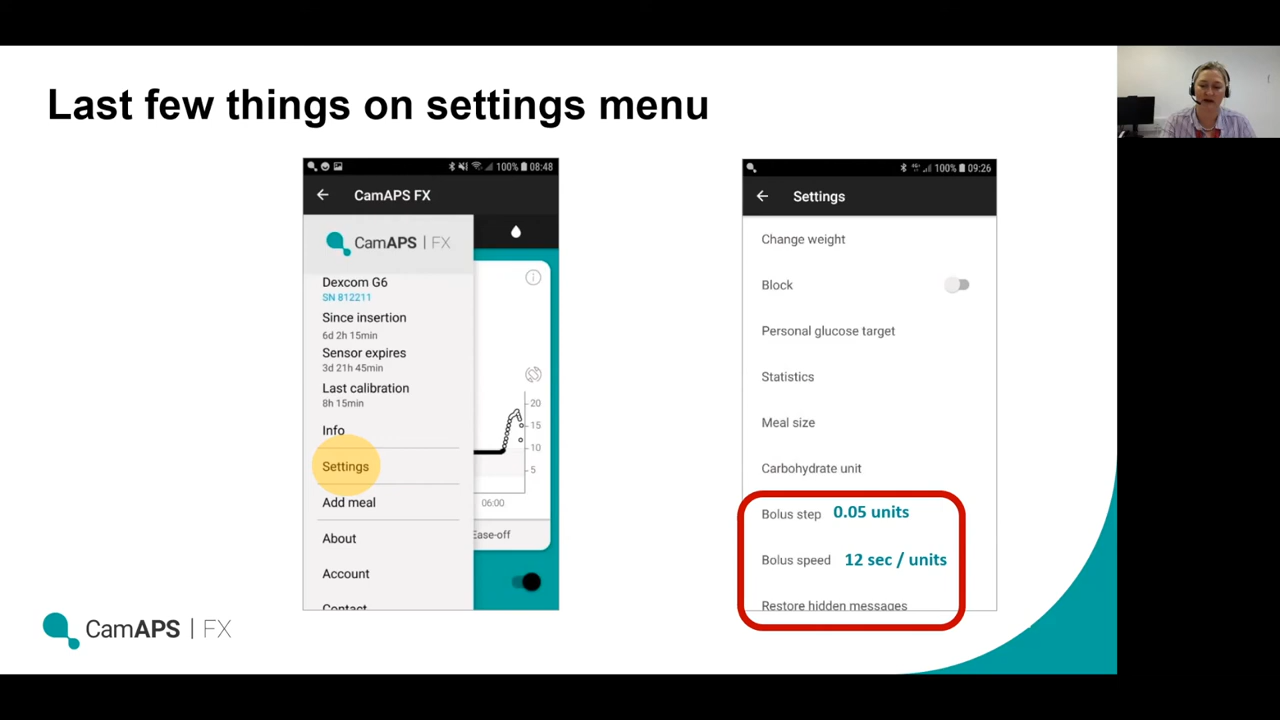 Last few things on settings menu
100% 08:48
CamAPS FX
CamAPS | FX
Dexcom G6
SN 812211
Since insertion
6d 2h 15min
Sensor expires
3d 21h 45min
Last calibration
8h 15min
Info
Settings
Add meal
About
Account
Contact
20
15
10
5
06:00
Ease-off
100% 09:26
Settings
Change weight
Block
Personal glucose target
Statistics
Meal size
Carbohydrate unit
Bolus step 0.05 units
Bolus speed 12 sec / units
Restore hidden messages
CamAPS | FX